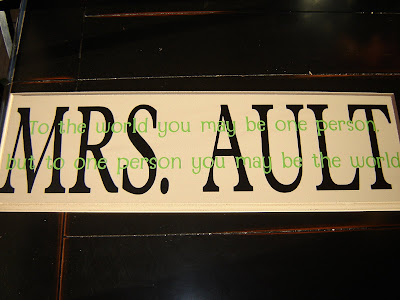 MRS. AULT
To the world you may be one person,
but to one person you may be the world